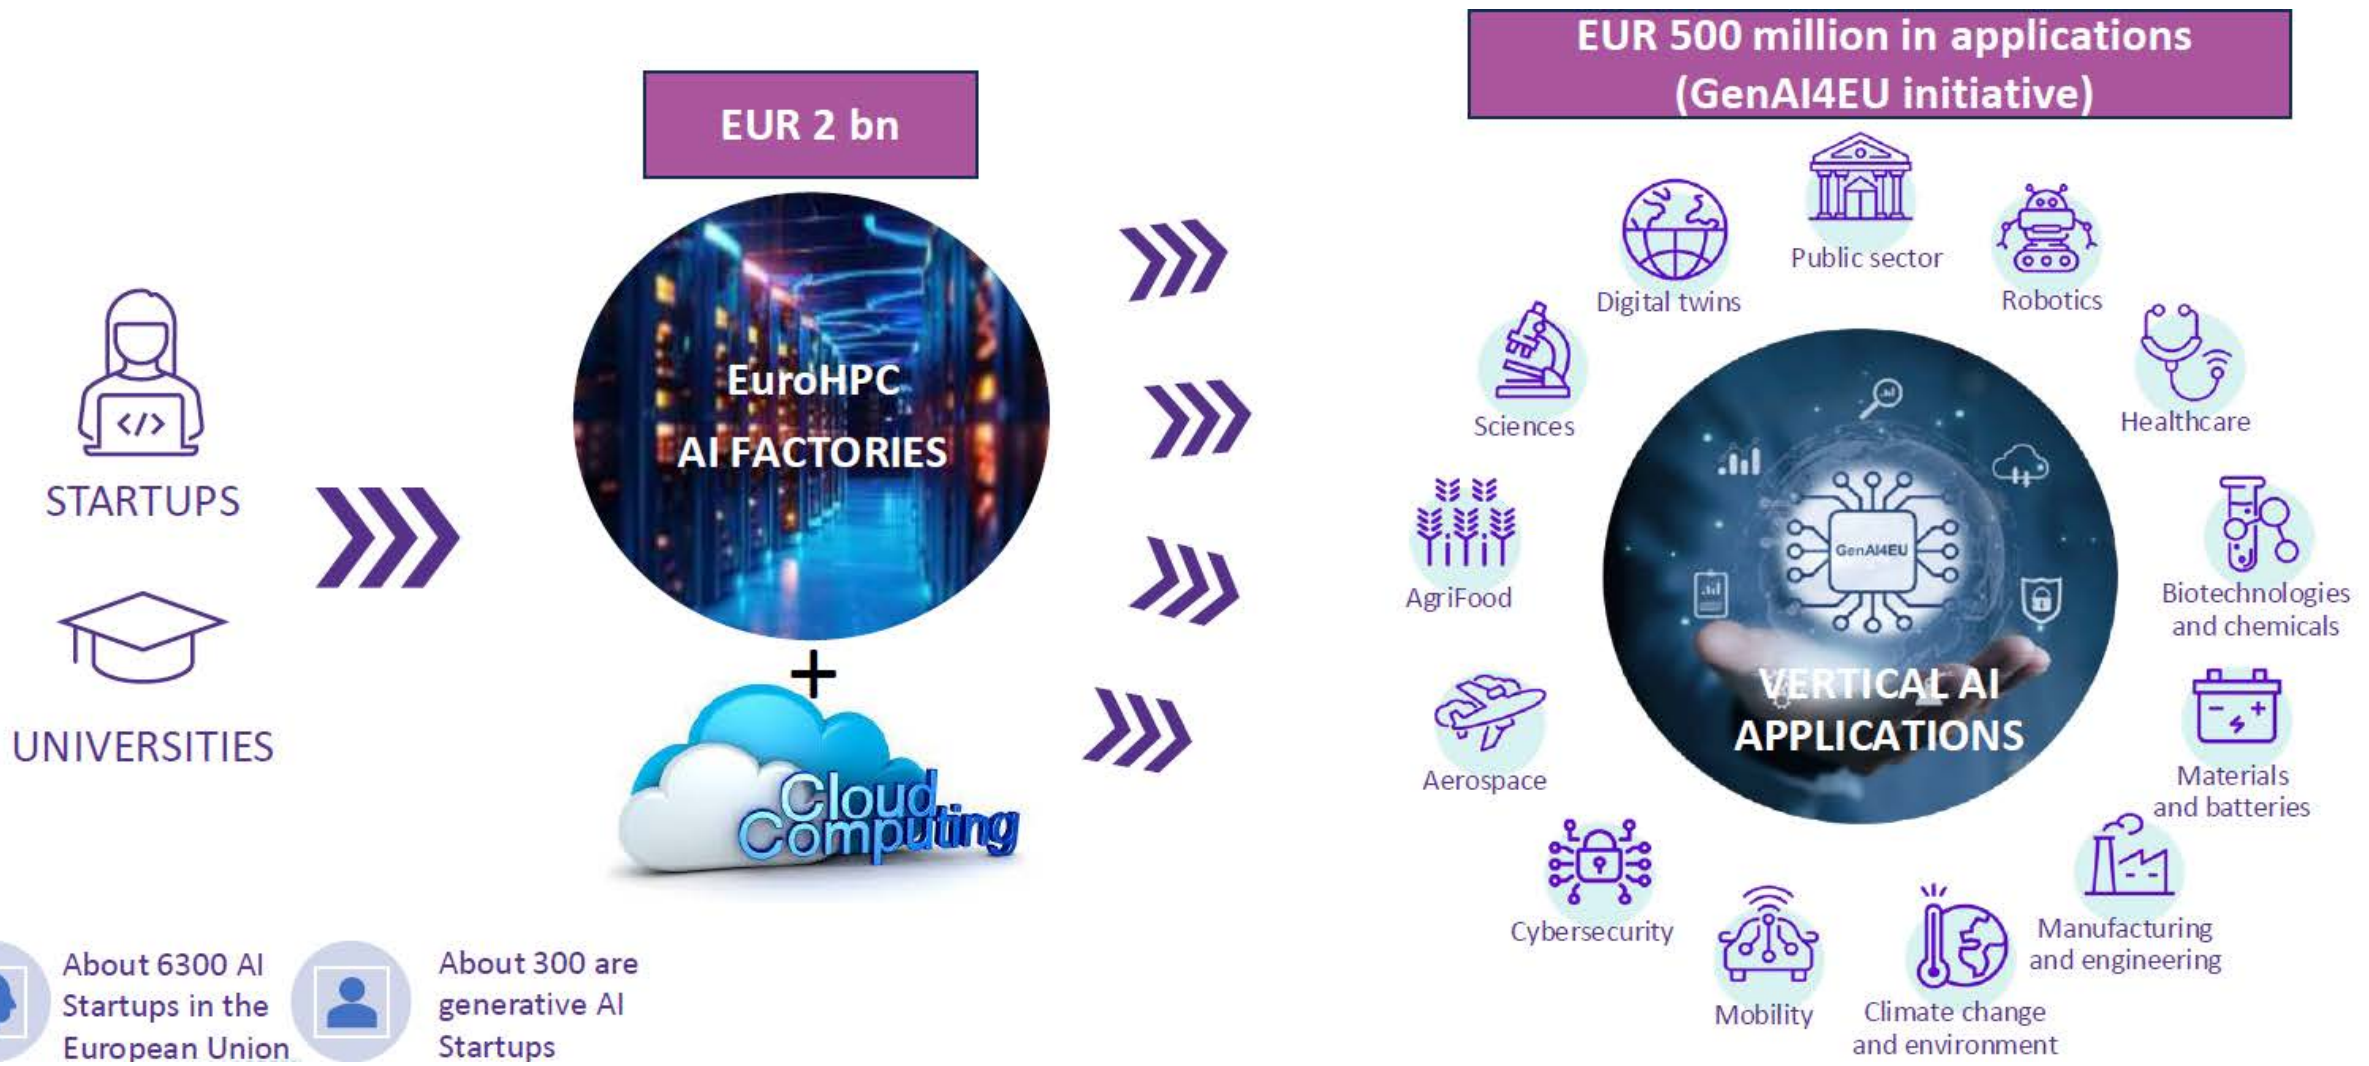 EUR 500 million in applications
(GenAI4EU initiative)
EUR 2 bn
EuroHPC
AI FACTORIES
+
Cloud
Computing
</>
STARTUPS
UNIVERSITIES
About 6300 AI
Startups in the
European Union
About 300 are
generative AI
Startups
Public sector
Digital twins
Robotics
Sciences
Healthcare
AgriFood
GenAI4EU
Biotechnologies
and chemicals
Aerospace
VERTICAL AI
APPLICATIONS
Materials
and batteries
Cybersecurity
Manufacturing
and engineering
Mobility
Climate change
and environment